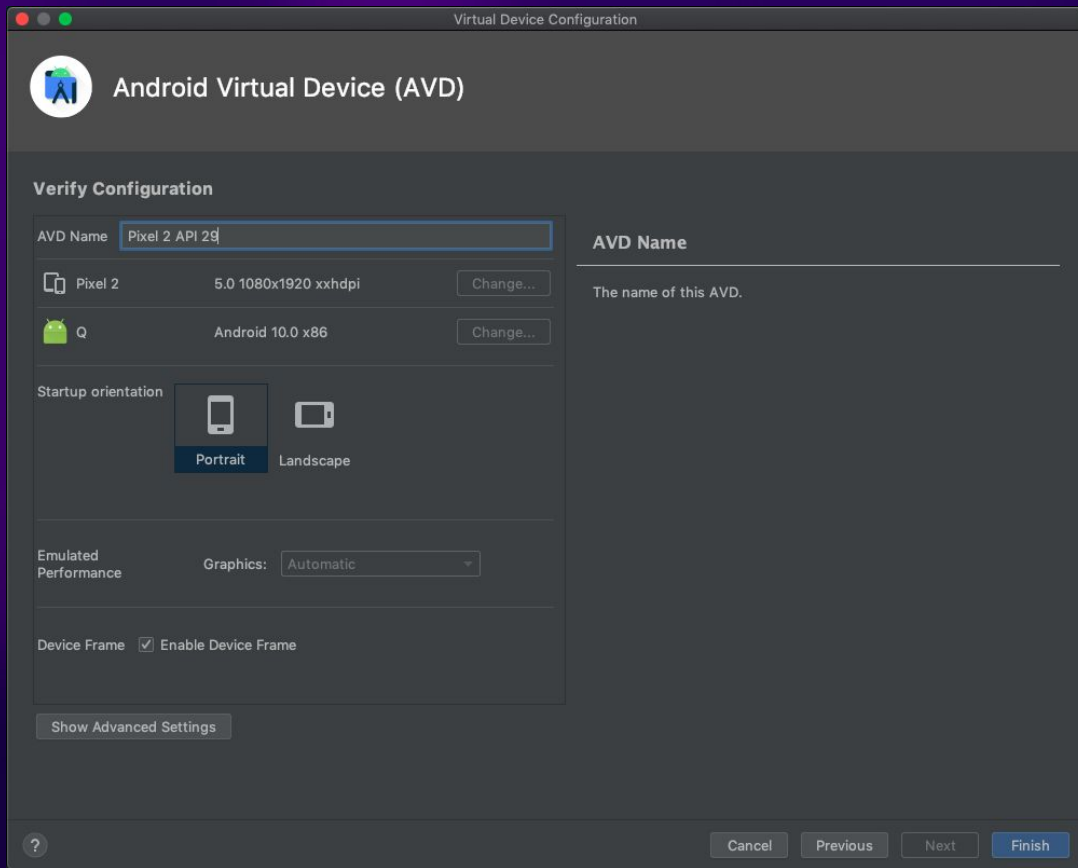 Virtual Device Configuration
Android Virtual Device (AVD)
Verify Configuration
AVD Name Pixel 2 API 29
Pixel 2 5.0 1080x1920 xxhdpi Change...
Q Android 10.0 x86 Change...
Startup orientation
Portrait Landscape
Emulated
Performance
Graphics: Automatic
Device Frame Enable Device Frame
Show Advanced Settings
AVD Name
The name of this AVD.
? Cancel Previous Next Finish